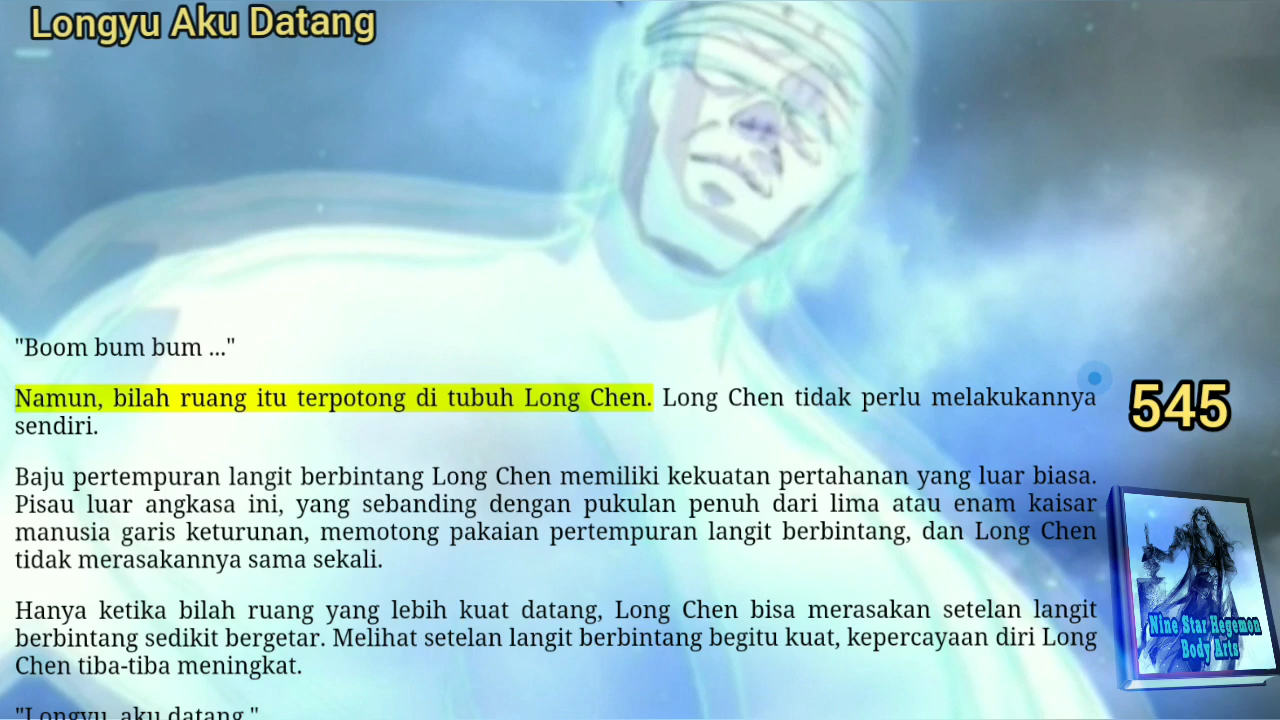 Longyu Aku Datang
"Boom bum bum ..."
Namun, bilah ruang itu terpotong di tubuh Long Chen. Long Chen tidak perlu melakukannya
sendiri.
545
Baju pertempuran langit berbintang Long Chen memiliki kekuatan pertahanan yang luar biasa.
Pisau luar angkasa ini, yang sebanding dengan pukulan penuh dari lima atau enam kaisar
manusia garis keturunan, memotong pakaian pertempuran langit berbintang, dan Long Chen
tidak merasakannya sama sekali.
Hanya ketika bilah ruang yang lebih kuat datang, Long Chen bisa merasakan setelan langit
berbintang sedikit bergetar. Melihat setelan langit berbintang begitu kuat, kepercayaan diri Long
Chen tiba-tiba meningkat.
Nine Star Hegemon
Body Arts
"Longyu, aku datang."